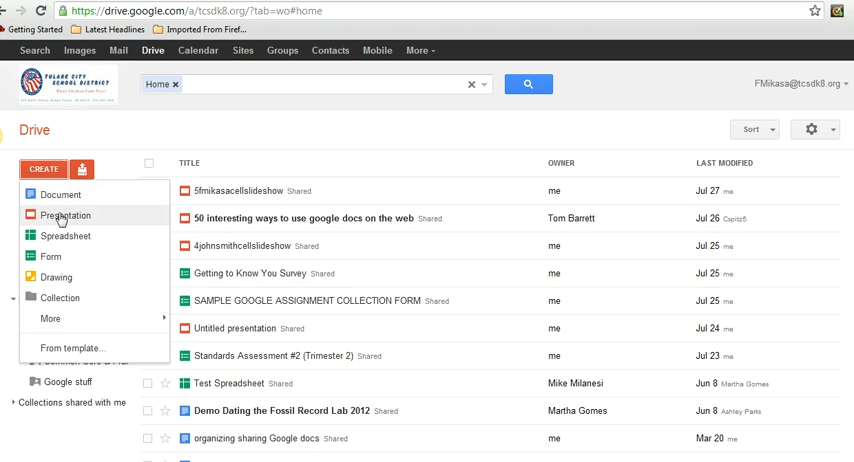 https://drive.google.com/a/tcsdk8.org/?tab=wo#home
Getting Started Latest Headlines Imported From Firef...
Search Images Mail Drive Calendar Sites Groups Contacts Mobile More
TULARE CITY
SCHOOL DISTRICT
Home
FMikasa@tcsdk8.org
Drive
Sort
CREATE
TITLE OWNER LAST MODIFIED
Document
Presentation
Spreadsheet
Form
Drawing
Collection
More
From template...
Google stuff
Collections shared with me
5fmikasacellslideshow Shared me Jul 27 me
50 interesting ways to use google docs on the web Shared Tom Barrett Jul 26 Cspitz5
4johnsmithcellslideshow Shared me Jul 25 me
Getting to Know You Survey Shared me Jul 25 me
SAMPLE GOOGLE ASSIGNMENT COLLECTION FORM Shared me Jul 25 me
Untitled presentation Shared me Jul 24 me
Standards Assessment #2 (Trimester 2) Shared me Jul 23 me
Test Spreadsheet Shared Mike Milanesi Jun 8 Martha Gomes
Demo Dating the Fossil Record Lab 2012 Shared Martha Gomes Jun 8 Ashley Parks
organizing sharing Google docs Shared me Mar 20 me